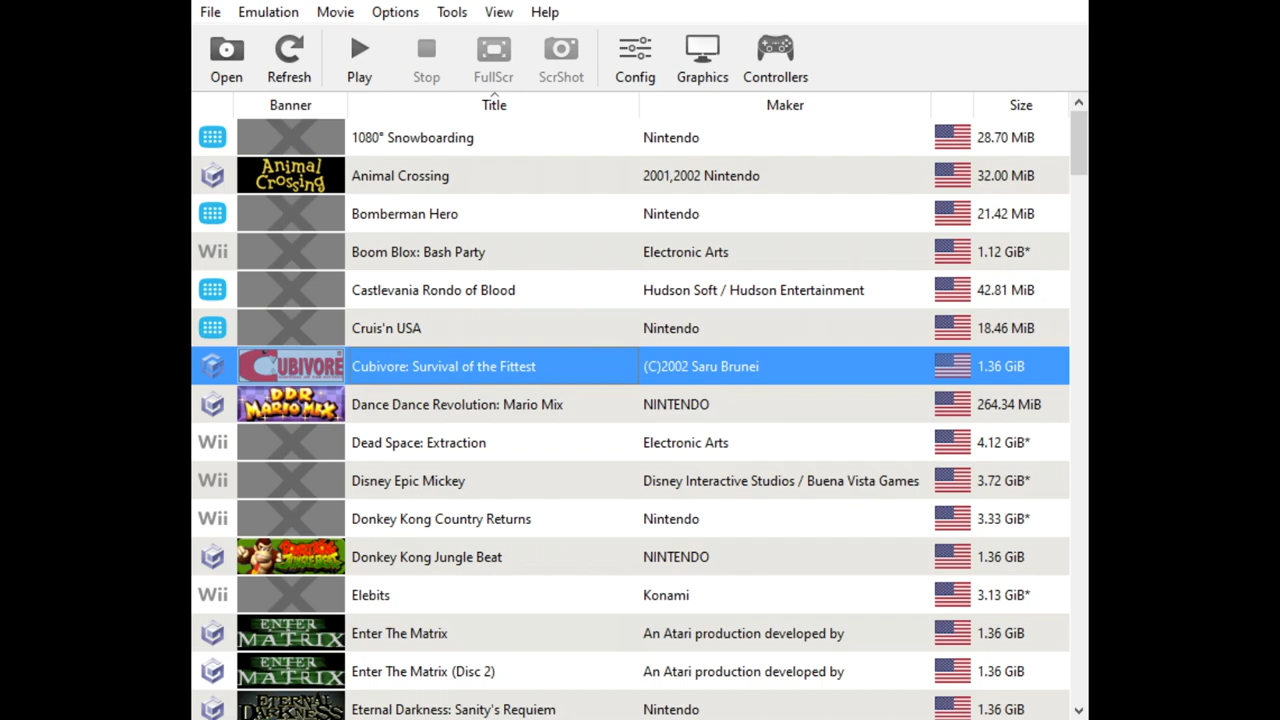 File Emulation Movie Options Tools View Help
Open Refresh Play Stop FullScr ScrShot Config Graphics Controllers
Banner Title Maker Size
1080° Snowboarding Nintendo 28.70 MiB
Animal Crossing Animal Crossing 2001,2002 Nintendo 32.00 MiB
Bomberman Hero Nintendo 21.42 MiB
Wii Boom Blox: Bash Party Electronic Arts 1.12 GiB*
Castlevania Rondo of Blood Hudson Soft / Hudson Entertainment 42.81 MiB
Cruis'n USA Nintendo 18.46 MiB
CUBIVORE Cubivore: Survival of the Fittest (C)2002 Saru Brunei 1.36 GiB
DDR MARIO MIX Dance Dance Revolution: Mario Mix NINTENDO 264.34 MiB
Wii Dead Space: Extraction Electronic Arts 4.12 GiB*
Wii Disney Epic Mickey Disney Interactive Studios / Buena Vista Games 3.72 GiB*
Wii Donkey Kong Country Returns Nintendo 3.33 GiB*
Donkey Kong Jungle Beat NINTENDO 1.36 GiB
Wii Elebits Konami 3.13 GiB*
ENTER MATRIX Enter The Matrix An Atari production developed by 1.36 GiB
ENTER MATRIX Enter The Matrix (Disc 2) An Atari production developed by 1.36 GiB
ETERNAL DARKNESS Eternal Darkness: Sanity's Requiem Nintendo 1.36 GiB